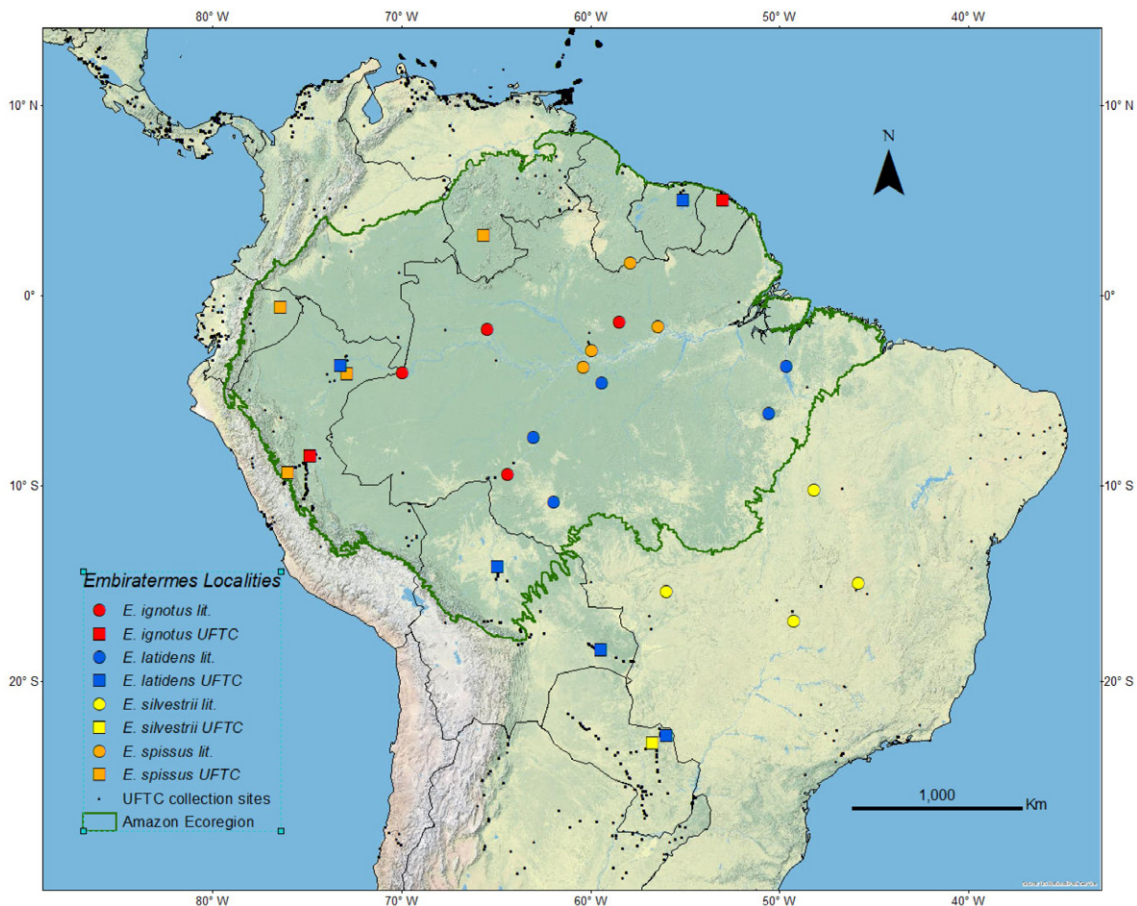 80° W 70° W 60° W 50° W 40° W
10° N 10° N
N
0° 0°
10° S 10° S
Embiratermes Localities
E. ignotus lit.
E. ignotus UFTC
E. latidens lit.
E. latidens UFTC
20° S 20° S
E. silvestrii lit.
E. silvestrii UFTC
E. spissus lit.
E. spissus UFTC
UFTC collection sites
1,000
Km
Amazon Ecoregion
80° W 70° W 60° W 50° W 40° W